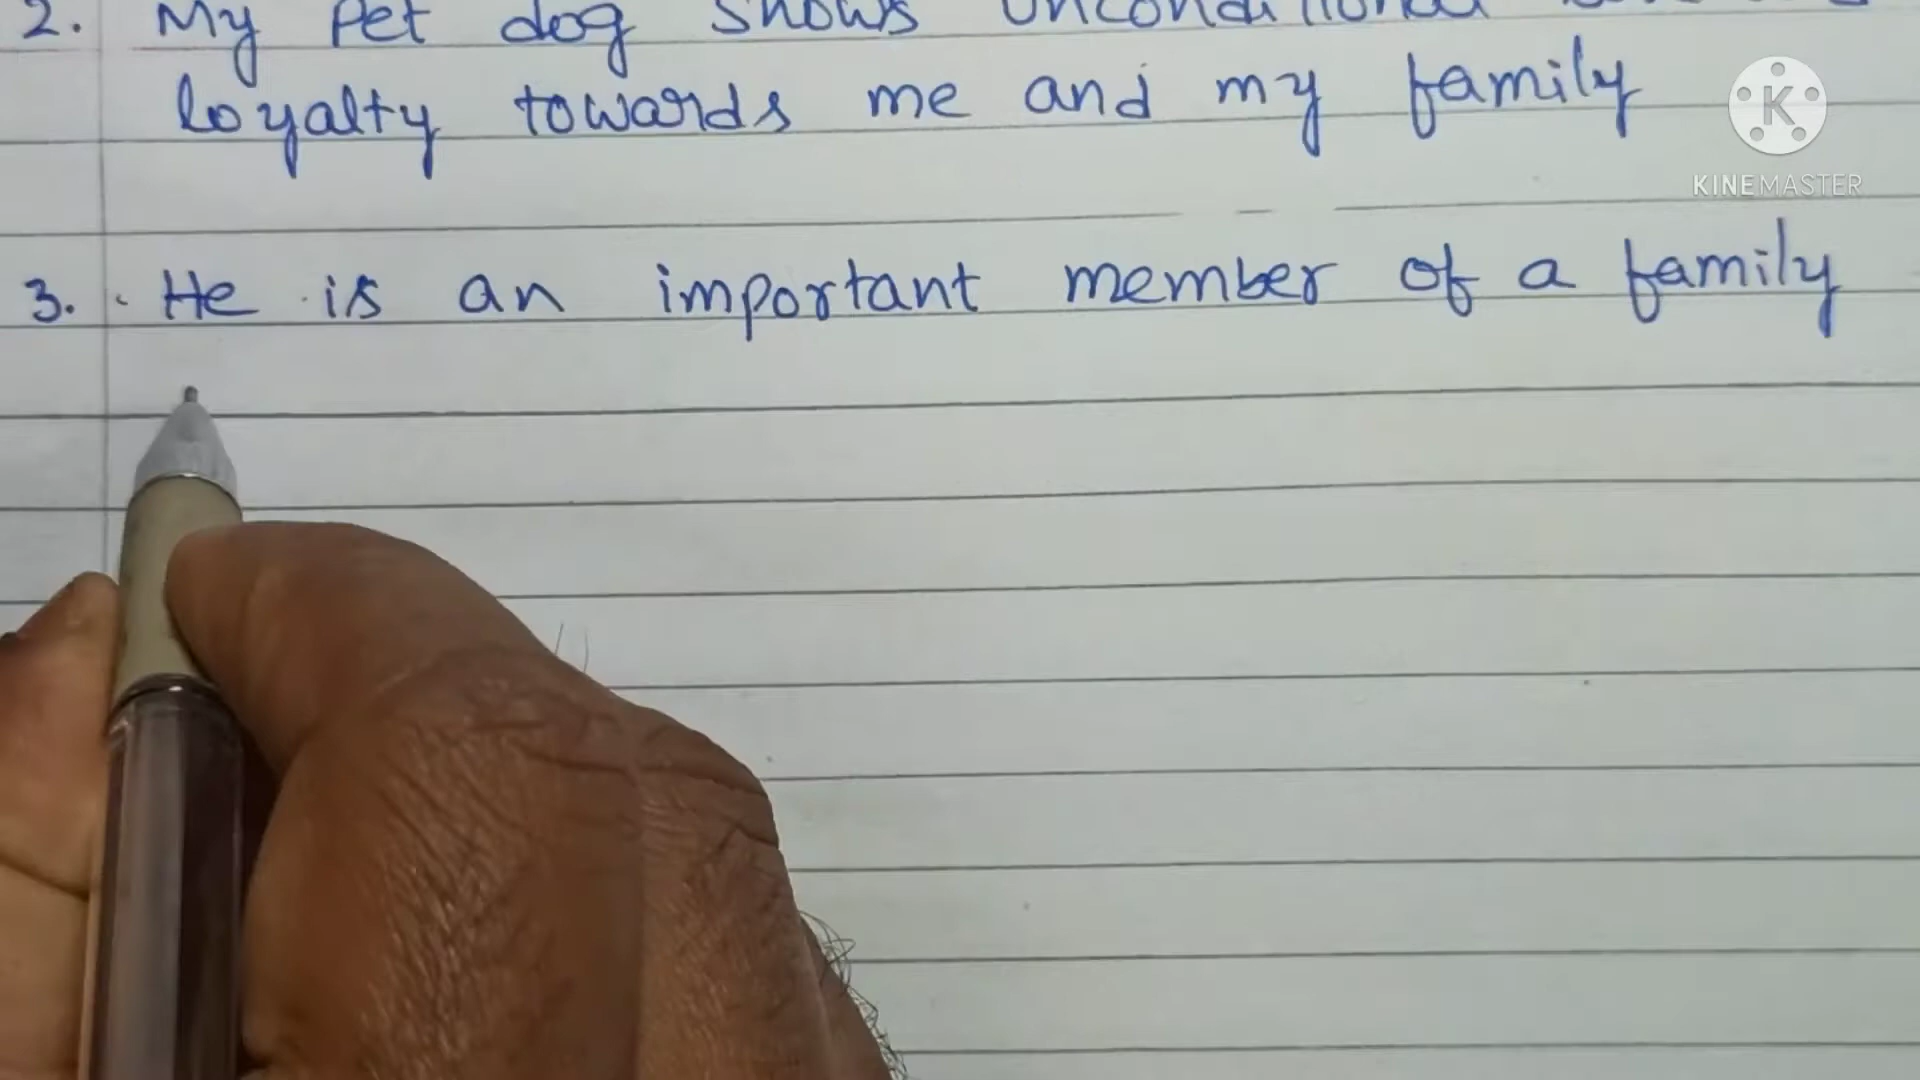 2. My Pet dog shows unconditional
loyalty towards me and my family
KINEMASTER
3. He is an important member of a family